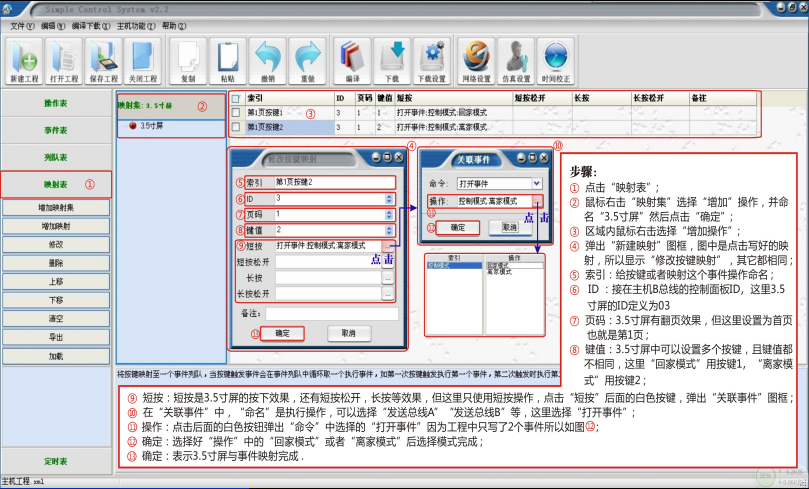 Simple Control System v2.2
文件(F) 编辑(V) 编译下载(Z) 主机功能(T) 帮助(Z)
新建工程 打开工程 保存工程 关闭工程 复制 粘贴 撤销 重做 编译 下载 下载设置 网络设置 仿真设置 时间校正
操作表
事件表
列队表
映射表 ①
增加映射集
增加映射
修改
删除
上移
下移
清空
导出
加载
定时表
映射集: 3.5寸屏 ②
3.5寸屏
索引 ID 页码 键值 短按 短按松开 长按 长按松开 备注
第1页按键1 ③ 3 1 1 打开事件:控制模式:回家模式
第1页按键2 3 1 2 打开事件:控制模式:离家模式
④
修改按键映射
⑤ 索引 第1页按键2
⑥ ID 3
⑦ 页码 1
⑧ 键值 2
⑨ 短按 打开事件:控制模式:离家模式
点击
短按松开
长按
长按松开
备注:
⑬ 确定 取消
⑩
关联事件
命令: 打开事件
操作: 控制模式:离家模式
⑪ 点击
⑫ 确定 取消
索引 操作
控制模式 回家模式
离家模式
步骤:
① 点击“映射表”;
② 鼠标右击“映射集”选择“增加”操作，并命
名“3.5寸屏”然后点击“确定”;
③ 区域内鼠标右击选择“增加操作”;
④ 弹出“新建映射”图框，图中是点击写好的映
射，所以显示“修改按键映射”，其它都相同;
⑤ 索引：给按键或者映射这个事件操作命名;
⑥ ID ：接在主机B总线的控制面板ID，这里3.5
寸屏的ID定义为03
⑦ 页码：3.5寸屏有翻页效果，但这里设置为首页
也就是第1页;
⑧ 键值：3.5寸屏中可以设置多个按键，且键值都
不相同，这里“回家模式”用按键1，“离家模
式”用按键2;
将按键映射至一个事件列队，当按键触发事件会在事件列队中循环取一个执行事件，如第一次按键触发执行第一个事件，第二次触发时执行第
⑨ 短按：短按是3.5寸屏的按下效果，还有短按松开，长按等效果，但这里只使用短按操作，点击“短按”后面的白色按键，弹出“关联事件”图框;
⑩ 在“关联事件”中，“命名”是执行操作，可以选择“发送总线A”“发送总线B”等，这里选择“打开事件”;
⑪ 操作：点击后面的白色按钮弹出“命令”中选择的“打开事件”因为工程中只写了2个事件所以如图⑫;
⑫ 确定：选择好“操作”中的“回家模式”或者“离家模式”后选择模式完成;
⑬ 确定：表示3.5寸屏与事件映射完成.
主机工程.xml